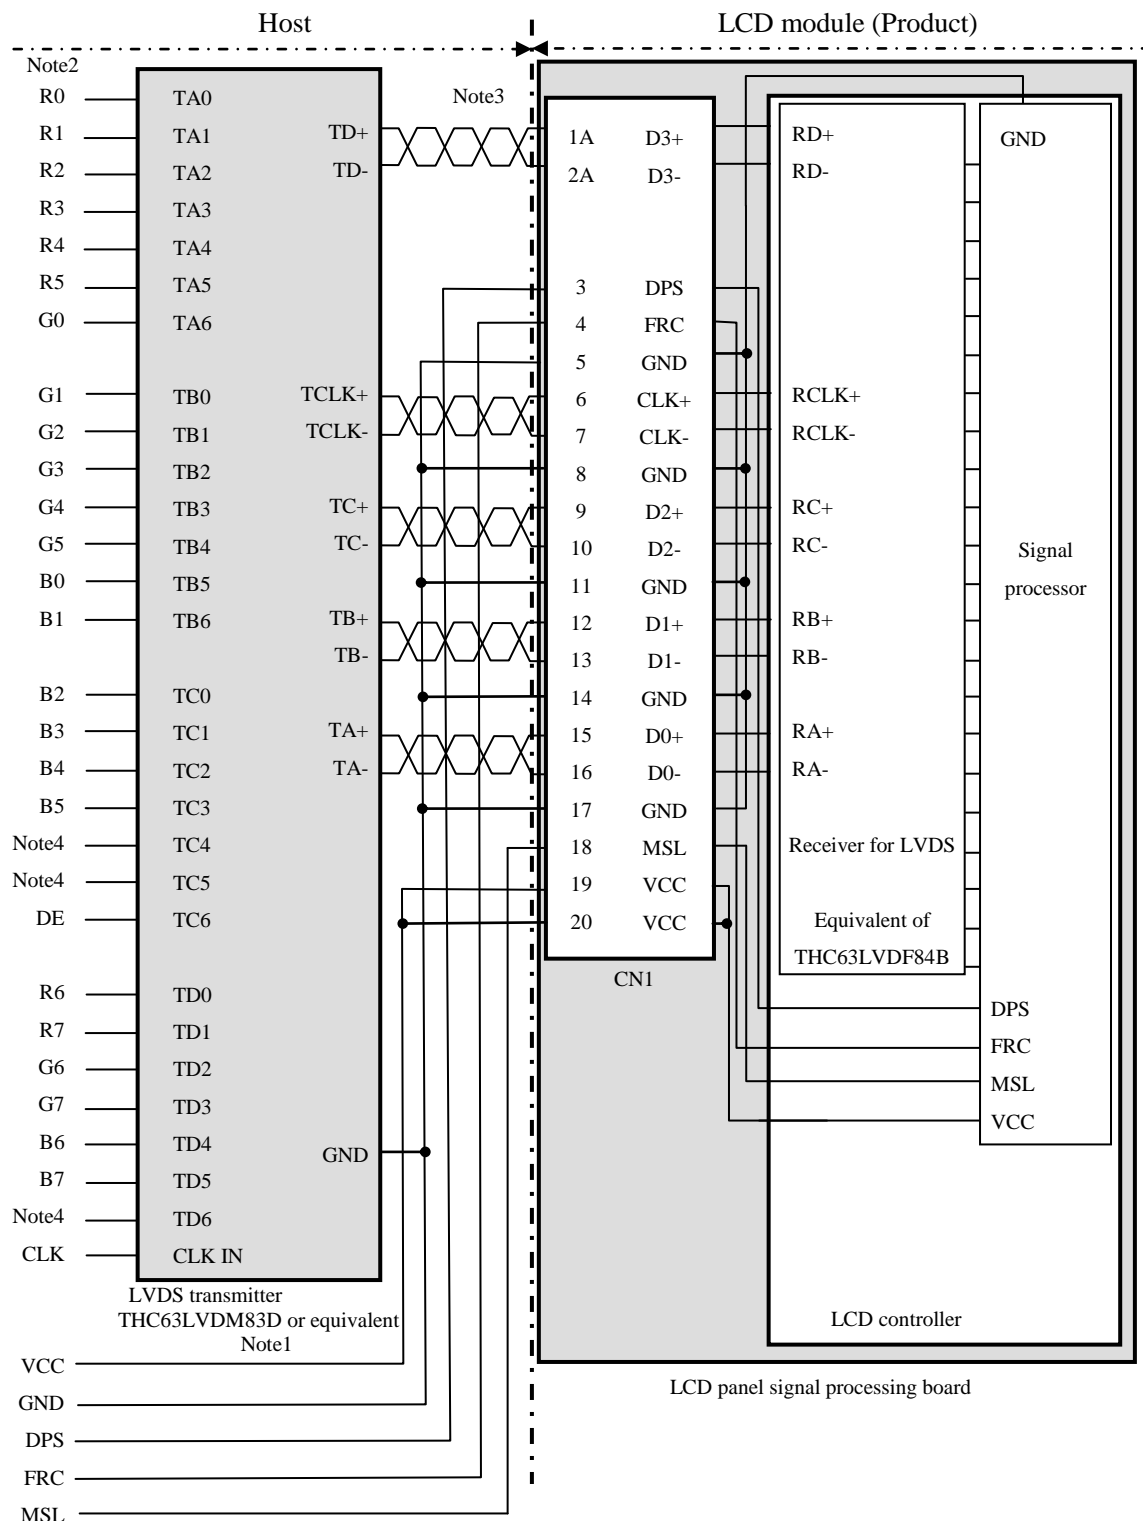 Host
LCD module (Product)
Note2
Note3
R0 TA0
R1 TA1
R2 TA2
R3 TA3
R4 TA4
R5 TA5
G0 TA6
G1 TB0
G2 TB1
G3 TB2
G4 TB3
G5 TB4
B0 TB5
B1 TB6
B2 TC0
B3 TC1
B4 TC2
B5 TC3
Note4 TC4
Note4 TC5
DE TC6
R6 TD0
R7 TD1
G6 TD2
G7 TD3
B6 TD4
B7 TD5
Note4 TD6
CLK CLK IN
TD+
TD-
TCLK+
TCLK-
TC+
TC-
TB+
TB-
TA+
TA-
GND
LVDS transmitter
THC63LVDM83D or equivalent
Note1
VCC
GND
DPS
FRC
MSL
1A D3+
2A D3-
3 DPS
4 FRC
5 GND
6 CLK+
7 CLK-
8 GND
9 D2+
10 D2-
11 GND
12 D1+
13 D1-
14 GND
15 D0+
16 D0-
17 GND
18 MSL
19 VCC
20 VCC
CN1
RD+
RD-
RCLK+
RCLK-
RC+
RC-
RB+
RB-
RA+
RA-
Receiver for LVDS
Equivalent of
THC63LVDF84B
GND
Signal
processor
DPS
FRC
MSL
VCC
LCD controller
LCD panel signal processing board